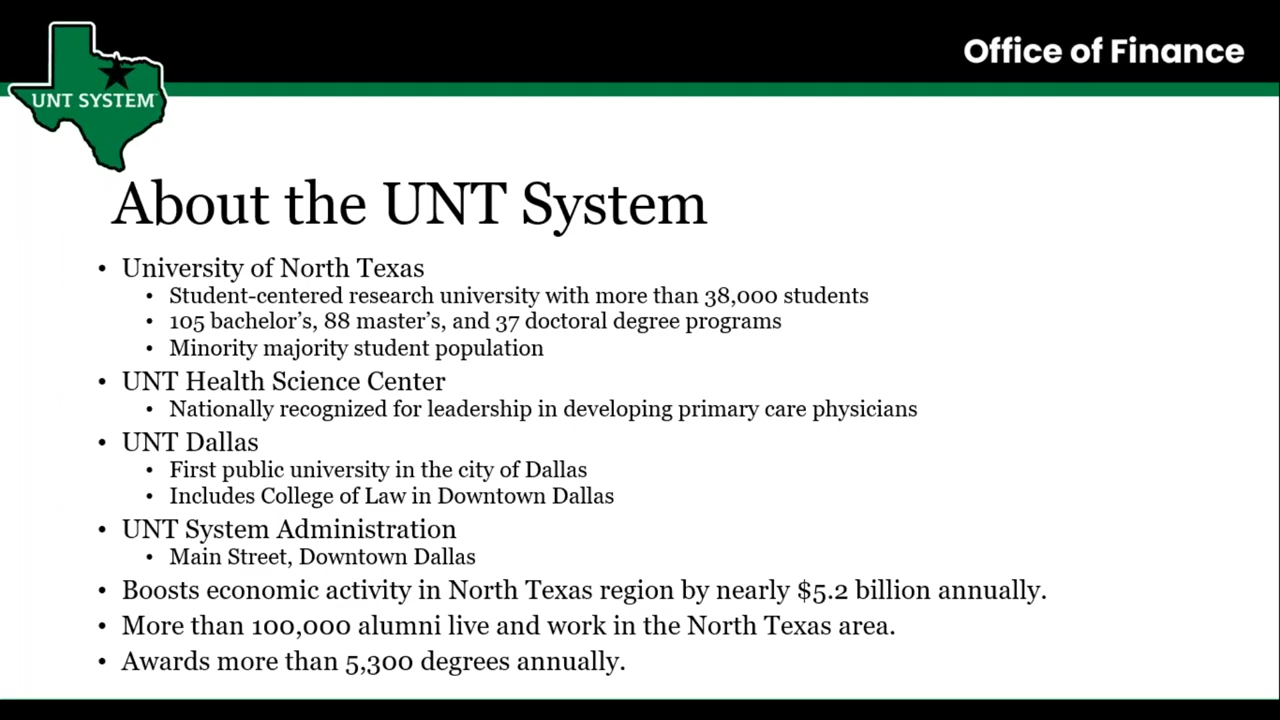 Office of Finance
UNT SYSTEM
About the UNT System
• University of North Texas
• Student-centered research university with more than 38,000 students
• 105 bachelor’s, 88 master’s, and 37 doctoral degree programs
• Minority majority student population
• UNT Health Science Center
• Nationally recognized for leadership in developing primary care physicians
• UNT Dallas
• First public university in the city of Dallas
• Includes College of Law in Downtown Dallas
• UNT System Administration
• Main Street, Downtown Dallas
• Boosts economic activity in North Texas region by nearly $5.2 billion annually.
• More than 100,000 alumni live and work in the North Texas area.
• Awards more than 5,300 degrees annually.